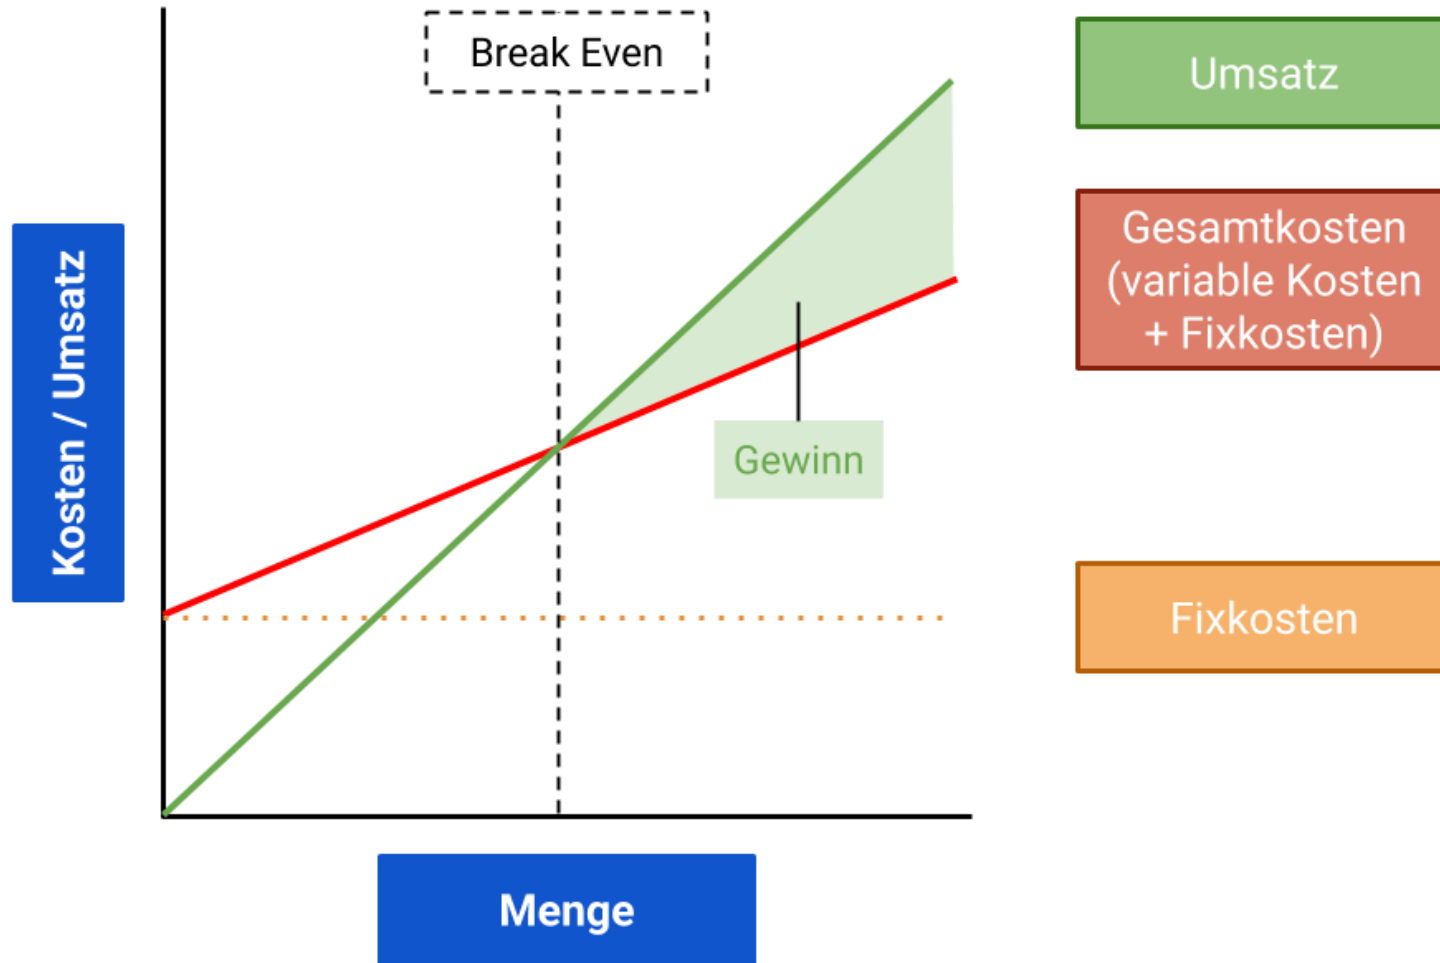 Break Even
Umsatz
Gesamtkosten
(variable Kosten
+ Fixkosten)
Kosten / Umsatz
Gewinn
Fixkosten
Menge